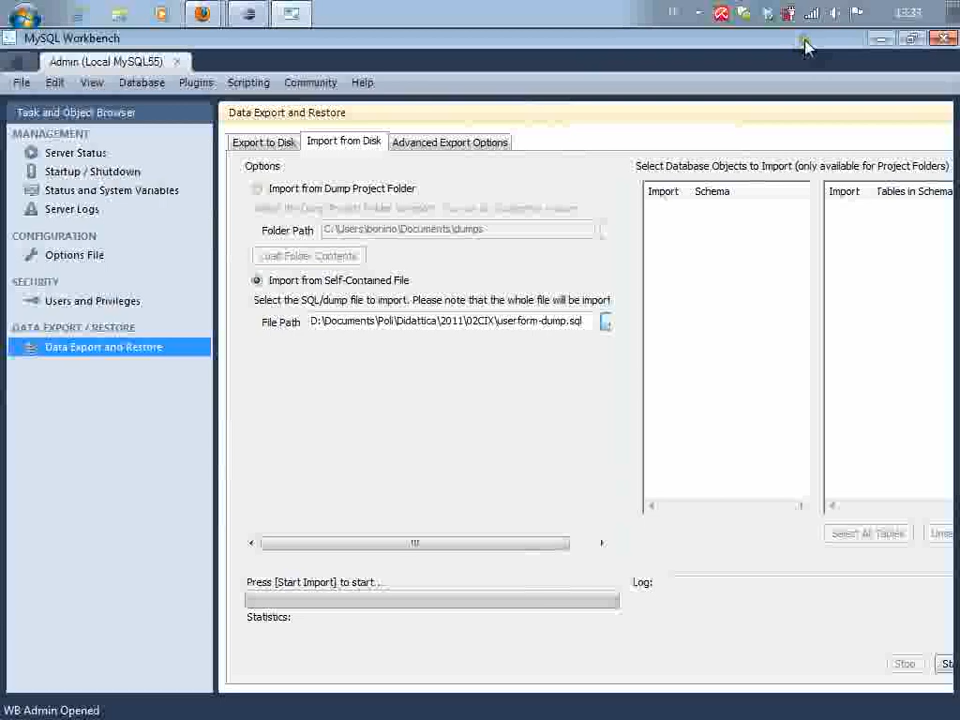 IT
13:33
MySQL Workbench
Admin (Local MySQL55)
File Edit View Database Plugins Scripting Community Help
Task and Object Browser
MANAGEMENT
Server Status
Startup / Shutdown
Status and System Variables
Server Logs
CONFIGURATION
Options File
SECURITY
Users and Privileges
DATA EXPORT / RESTORE
Data Export and Restore
Data Export and Restore
Export to Disk Import from Disk Advanced Export Options
Options
Import from Dump Project Folder
Folder Path C:\Users\bonino\Documents\dumps
Load Folder Contents
Import from Self-Contained File
Select the SQL/dump file to import. Please note that the whole file will be import
File Path D:\Documents\Poli\Didattica\2011\02CIX\userform-dump.sql
Select Database Objects to Import (only available for Project Folders)
Import Schema
Import Tables in Schema
Select All Tables
Press [Start Import] to start...
Statistics:
Log:
Stop
WB Admin Opened